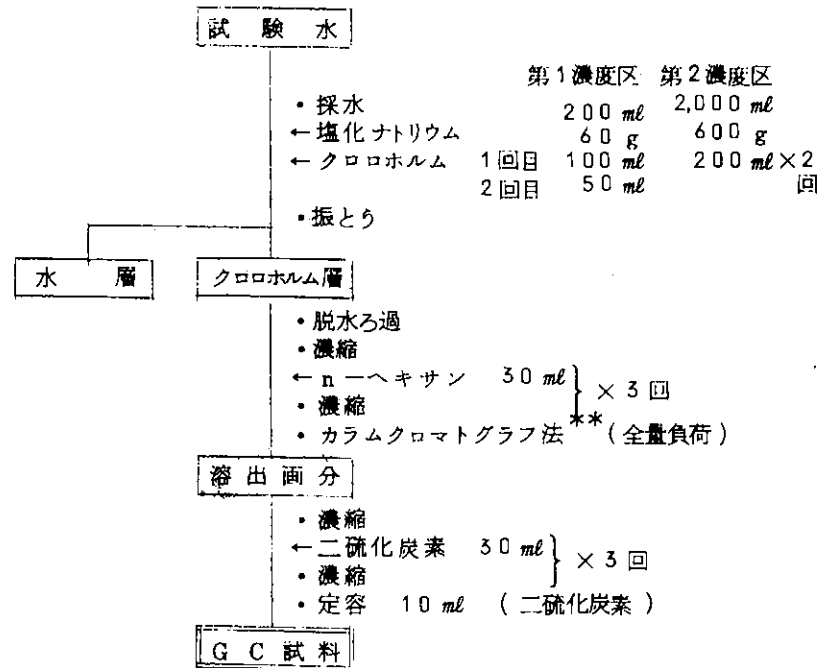 試験水
第1濃度区 第2濃度区
・採水 200 ml 2,000 ml
←塩化ナトリウム 60 g 600 g
←クロロホルム 1回目 100 ml 200 ml×2
2回目 50 ml 回
・振とう
水層 クロロホルム層
・脱水ろ過
・濃縮
←n-ヘキサン 30 ml } × 3回
・濃縮
・カラムクロマトグラフ法** (全量負荷)
溶出画分
・濃縮
←二硫化炭素 30 ml } × 3回
・濃縮
・定容 10 ml (二硫化炭素)
GC試料